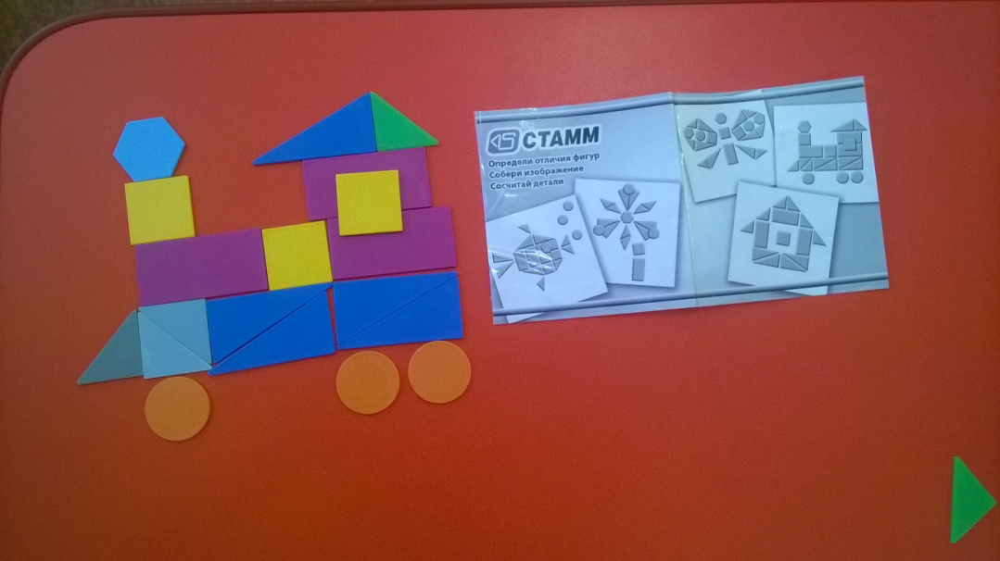 СТАММ
Определи отличия фигур
Собери изображение
Сосчитай детали